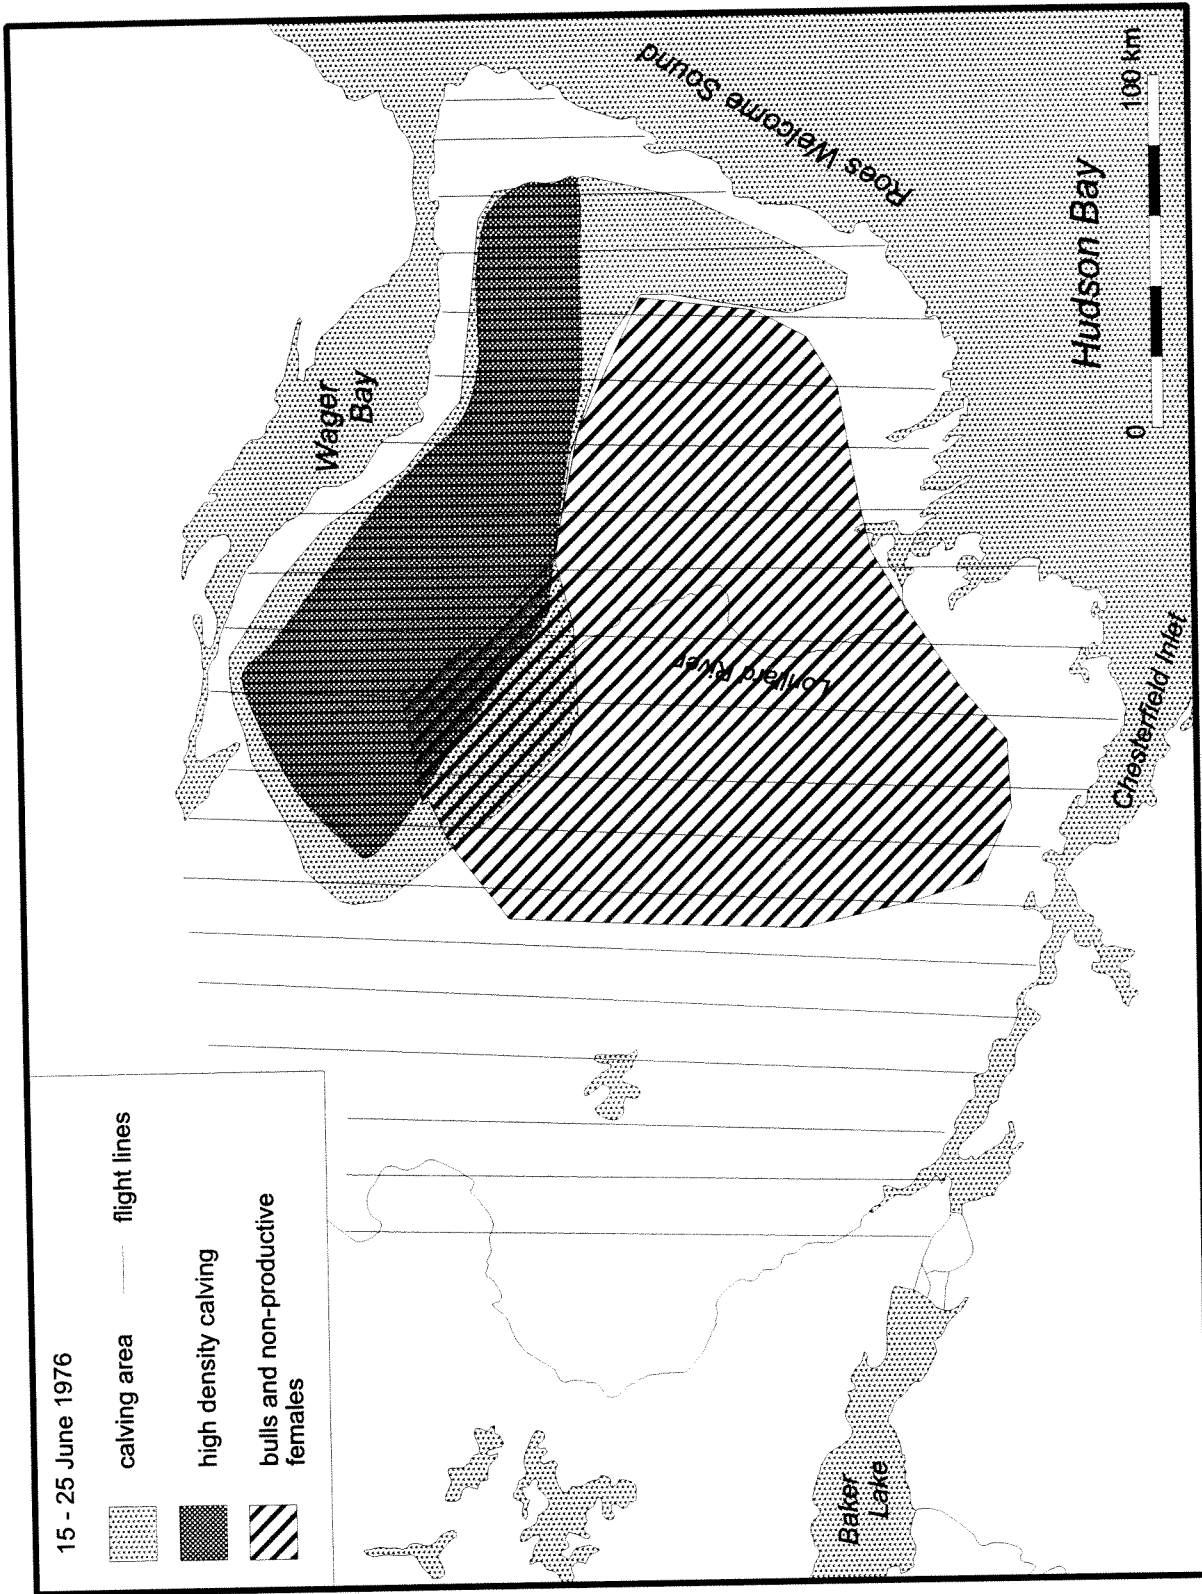 15 - 25 June 1976
calving area
flight lines
high density calving
bulls and non-productive
females
Wager
Bay
Roes Welcome Sound
Hudson Bay
0
100 km
Lorillard River
Chesterfield Inlet
Baker
Lake